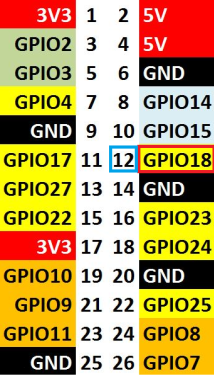 3V3 1 2 5V
GPIO2 3 4 5V
GPIO3 5 6 GND
GPIO4 7 8 GPIO14
GND 9 10 GPIO15
GPIO17 11 12 GPIO18
GPIO27 13 14 GND
GPIO22 15 16 GPIO23
3V3 17 18 GPIO24
GPIO10 19 20 GND
GPIO9 21 22 GPIO25
GPIO11 23 24 GPIO8
GND 25 26 GPIO7